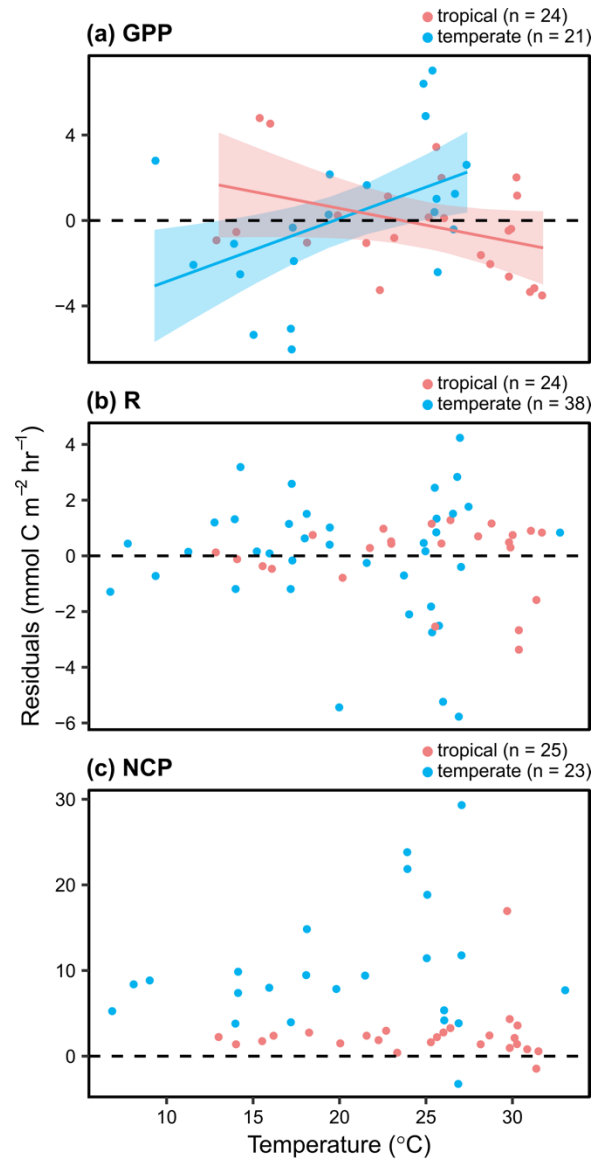 (a) GPP
tropical (n = 24)
temperate (n = 21)
4
0
−4
(b) R
tropical (n = 24)
temperate (n = 38)
4
2
0
−2
−4
−6
Residuals (mmol C m⁻² hr⁻¹)
(c) NCP
tropical (n = 25)
temperate (n = 23)
30
20
10
0
10 15 20 25 30
Temperature (°C)